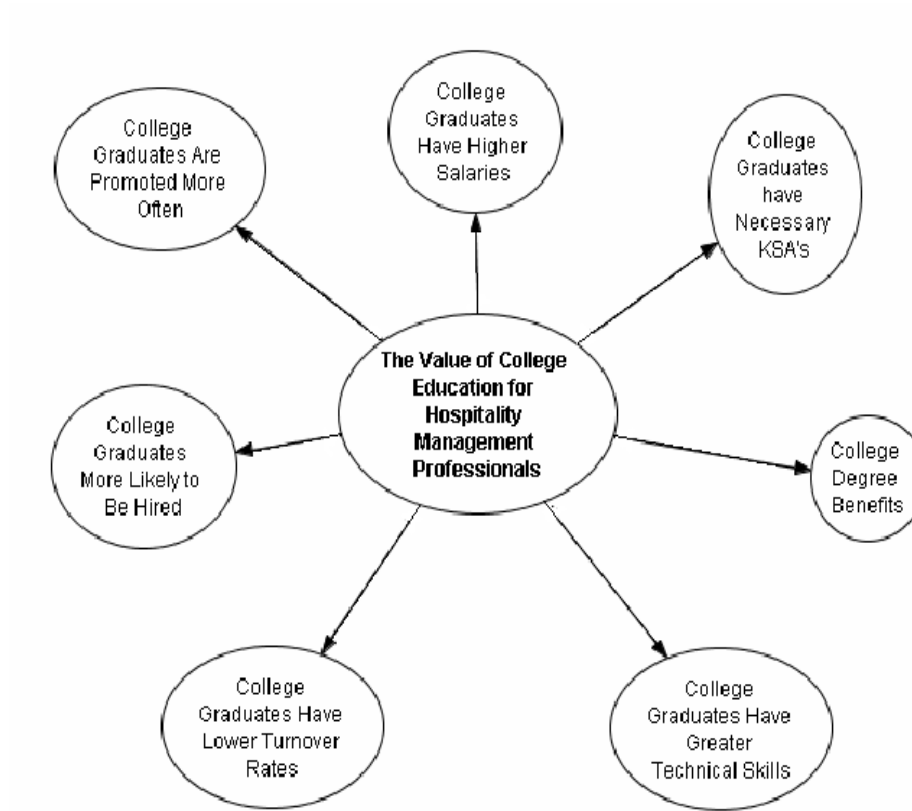 College
Graduates
Have Higher
Salaries
College
Graduates Are
Promoted More
Often
College
Graduates
have
Necessary
KSA's
The Value of College
Education for
Hospitality
Management
Professionals
College
Graduates
More Likely to
Be Hired
College
Degree
Benefits
College
Graduates Have
Lower Turnover
Rates
College
Graduates Have
Greater
Technical Skills